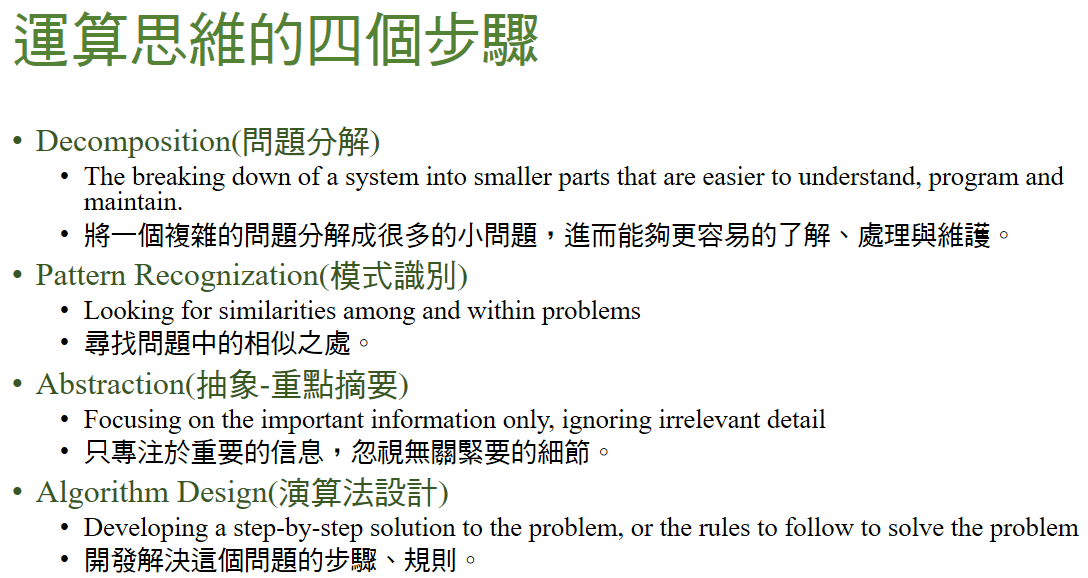 運算思維的四個步驟
• Decomposition(問題分解)
• The breaking down of a system into smaller parts that are easier to understand, program and
maintain.
• 將一個複雜的問題分解成很多的小問題，進而能夠更容易的了解、處理與維護。
• Pattern Recognization(模式識別)
• Looking for similarities among and within problems
• 尋找問題中的相似之處。
• Abstraction(抽象-重點摘要)
• Focusing on the important information only, ignoring irrelevant detail
• 只專注於重要的信息，忽視無關緊要的細節。
• Algorithm Design(演算法設計)
• Developing a step-by-step solution to the problem, or the rules to follow to solve the problem
• 開發解決這個問題的步驟、規則。